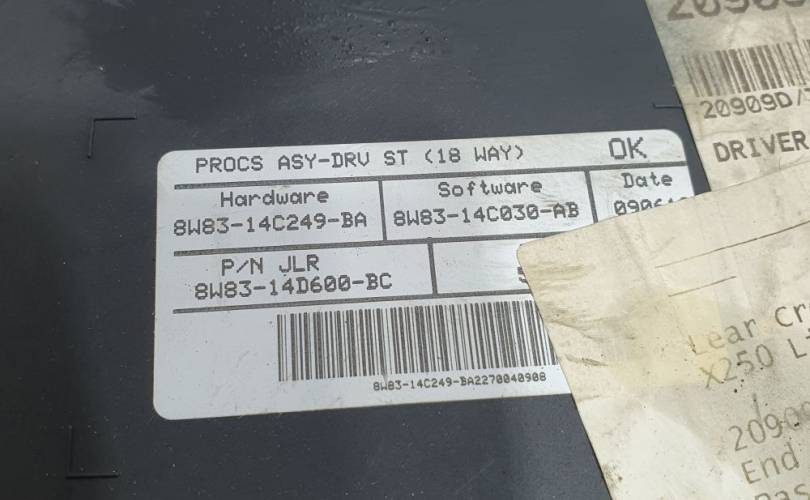 PROCS ASY-DRV ST (18 WAY) OK
Hardware Software Date
8W83-14C249-BA 8W83-14C030-AB
P/N JLR
8W83-14D600-BC
8W83-14C249-BA2270040908
20909D/
DRIVER
Lear
X250
End